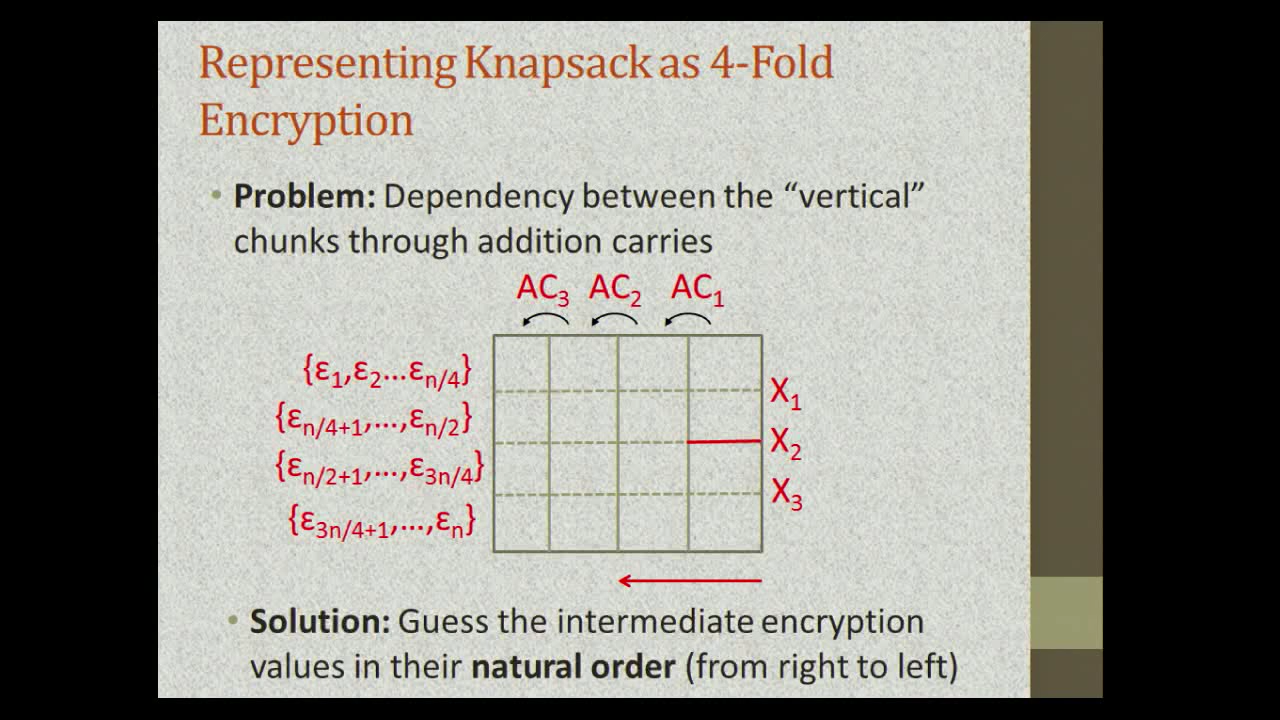 Representing Knapsack as 4-Fold
Encryption
• Problem: Dependency between the “vertical”
chunks through addition carries
AC₃ AC₂ AC₁
{ε₁,ε₂...εₙ/₄}
X₁
{εₙ/₄₊₁,...,εₙ/₂}
X₂
{εₙ/₂₊₁,...,ε₃ₙ/₄}
X₃
{ε₃ₙ/₄₊₁,...,εₙ}
• Solution: Guess the intermediate encryption
values in their natural order (from right to left)